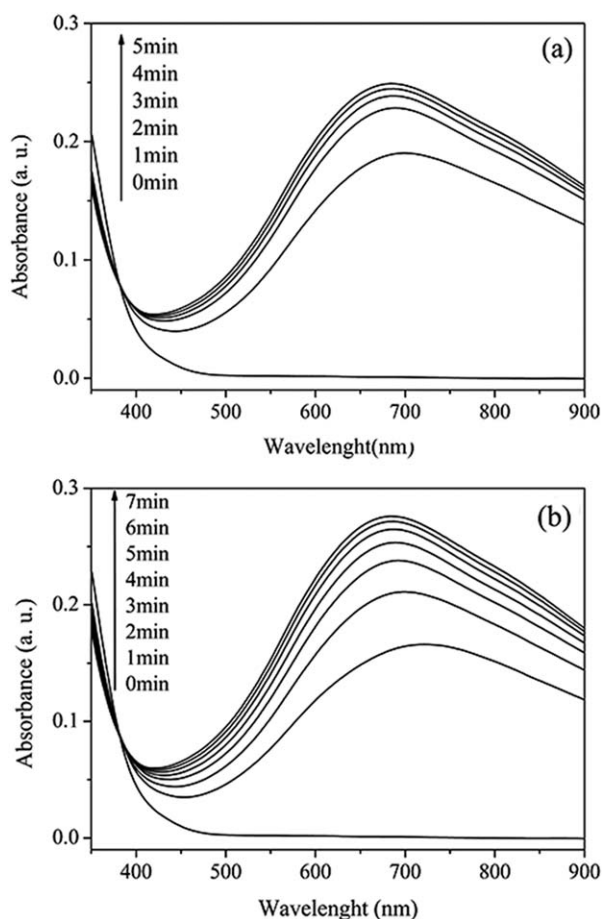 0.3
0.2
0.1
0.0
Absorbance (a. u.)
5min
4min
3min
2min
1min
0min
(a)
400 500 600 700 800 900
Wavelenght(nm)
0.3
0.2
0.1
0.0
Absorbance (a. u.)
7min
6min
5min
4min
3min
2min
1min
0min
(b)
400 500 600 700 800 900
Wavelenght (nm)